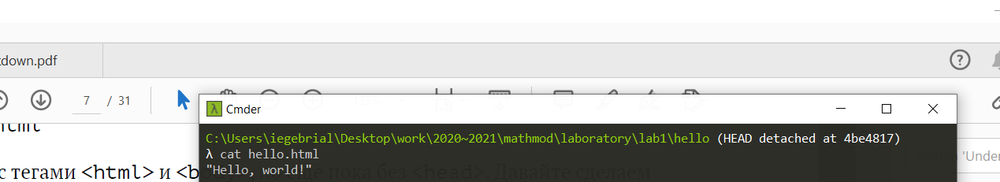 tdown.pdf
7 / 31
Cmder
C:\Users\iegebrial\Desktop\work\2020~2021\mathmod\laboratory\lab1\hello (HEAD detached at 4be4817)
λ cat hello.html
'Under
с тегами <html> и <b пока без <head>. Давайте сделаем
"Hello, world!"